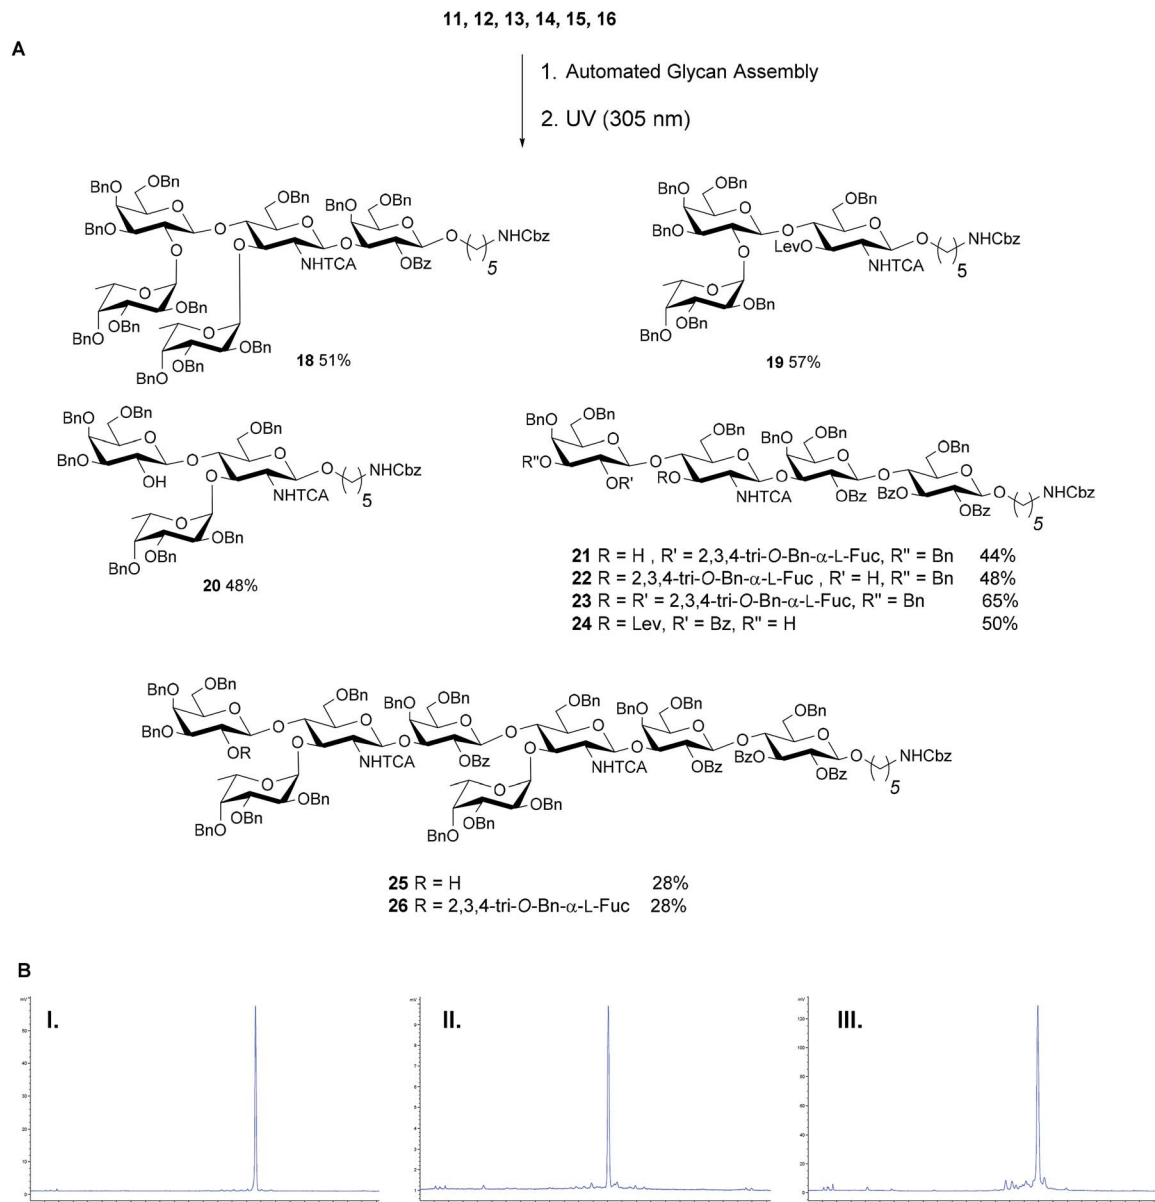 11, 12, 13, 14, 15, 16
A
1. Automated Glycan Assembly
2. UV (305 nm)
BnO OBn
OBn
BnO OBn
BnO
O
O
O
O
O
O
O
O
O
NHCbz
NHTCA
OBz
5
O
OBn
BnO
OBn
O
OBn
OBn
BnO
18 51%
BnO OBn
OBn
BnO
O
O
O
O
LevO
O
NHCbz
NHTCA
5
O
OBn
OBn
BnO
19 57%
BnO OBn
OBn
BnO
O
O
O
O
O
O
NHCbz
OH
NHTCA
5
O
OBn
OBn
BnO
20 48%
BnO OBn
OBn
BnO OBn
OBn
R"O
O
O
O
O
O
O
O
O
RO
OR'
NHTCA
OBz
BzO
OBz
O
NHCbz
5
21 R = H , R' = 2,3,4-tri-O-Bn-α-L-Fuc, R" = Bn 44%
22 R = 2,3,4-tri-O-Bn-α-L-Fuc , R' = H, R" = Bn 48%
23 R = R' = 2,3,4-tri-O-Bn-α-L-Fuc, R" = Bn 65%
24 R = Lev, R' = Bz, R" = H 50%
BnO OBn
OBn
BnO OBn
OBn
BnO OBn
OBn
BnO
O
O
O
O
O
O
O
O
O
O
O
O
O
O
OR
NHTCA
OBz
NHTCA
OBz
BzO
OBz
NHCbz
5
O
OBn
OBn
BnO
O
OBn
OBn
BnO
25 R = H 28%
26 R = 2,3,4-tri-O-Bn-α-L-Fuc 28%
B
I.
II.
III.